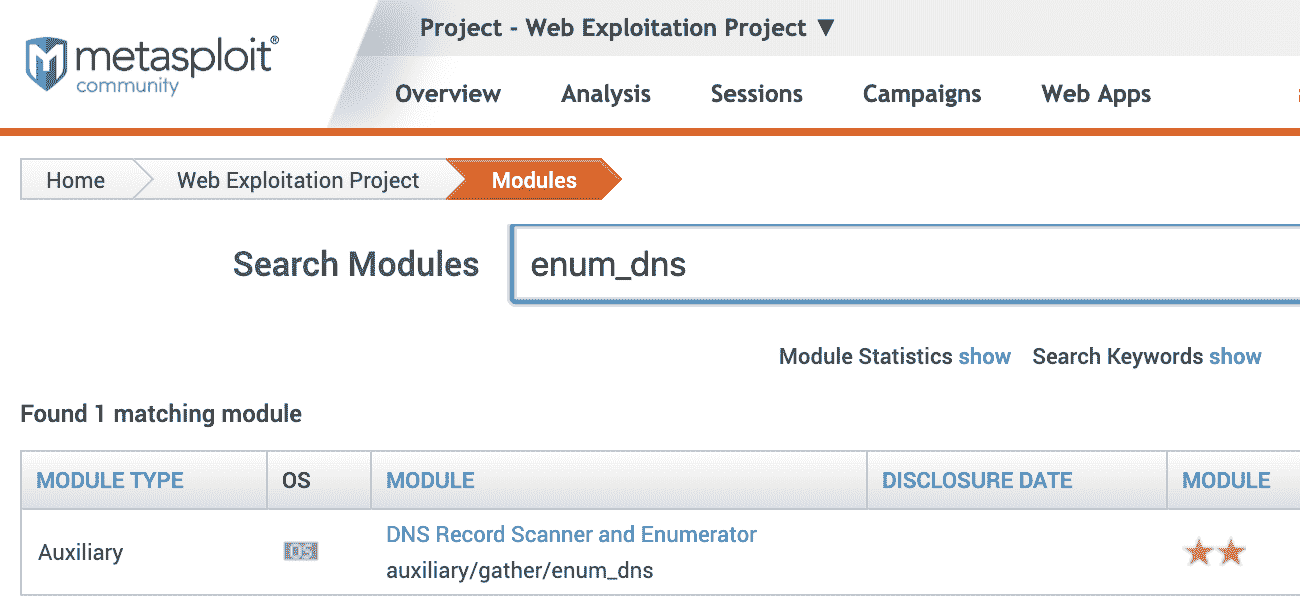 Project - Web Exploitation Project ▼
metasploit®
community
Overview Analysis Sessions Campaigns Web Apps
Home Web Exploitation Project Modules
Search Modules enum_dns
Module Statistics show Search Keywords show
Found 1 matching module
MODULE TYPE OS MODULE DISCLOSURE DATE MODULE
DNS Record Scanner and Enumerator
Auxiliary OS
auxiliary/gather/enum_dns